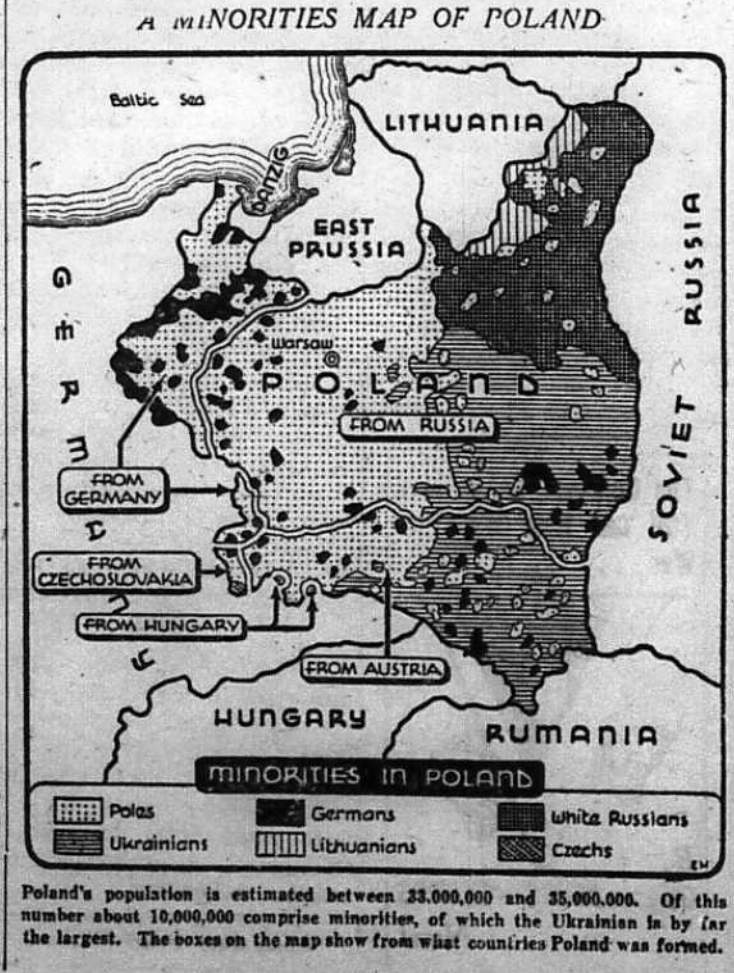 A MINORITIES MAP OF POLAND
Baltic Sea
LITHUANIA
DANZIG
EAST
PRUSSIA
GERMANY
SOVIET RUSSIA
Warsaw
POLAND
FROM RUSSIA
FROM
GERMANY
FROM
CZECHOSLOVAKIA
FROM HUNGARY
FROM AUSTRIA
HUNGARY
RUMANIA
MINORITIES IN POLAND
Poles
Germans
White Russians
Ukrainians
Lithuanians
Czechs
EH
Poland's population is estimated between 33.000,000 and 35,000.000. Of this
number about 10,000,000 comprise minorities, of which the Ukrainian is by far
the largest. The boxes on the map show from what countries Poland was formed.